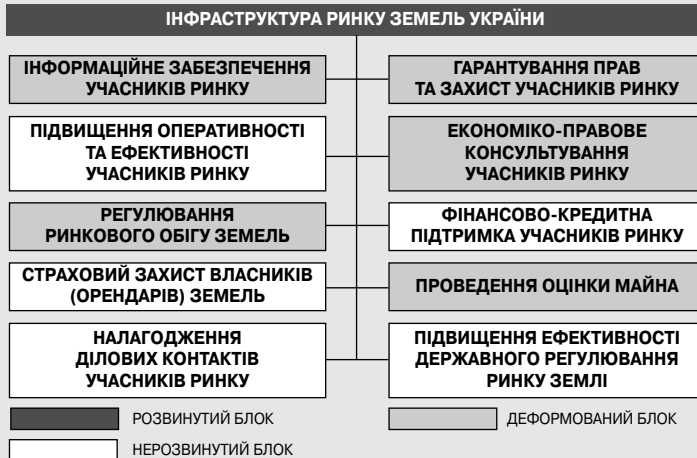 ІНФРАСТРУКТУРА РИНКУ ЗЕМЕЛЬ УКРАЇНИ
ІНФОРМАЦІЙНЕ ЗАБЕЗПЕЧЕННЯ
УЧАСНИКІВ РИНКУ
ГАРАНТУВАННЯ ПРАВ
ТА ЗАХИСТ УЧАСНИКІВ РИНКУ
ПІДВИЩЕННЯ ОПЕРАТИВНОСТІ
ТА ЕФЕКТИВНОСТІ
УЧАСНИКІВ РИНКУ
ЕКОНОМІКО-ПРАВОВЕ
КОНСУЛЬТУВАННЯ
УЧАСНИКІВ РИНКУ
РЕГУЛЮВАННЯ
РИНКОВОГО ОБІГУ ЗЕМЕЛЬ
ФІНАНСОВО-КРЕДИТНА
ПІДТРИМКА УЧАСНИКІВ РИНКУ
СТРАХОВИЙ ЗАХИСТ ВЛАСНИКІВ
(ОРЕНДАРІВ) ЗЕМЕЛЬ
ПРОВЕДЕННЯ ОЦІНКИ МАЙНА
НАЛАГОДЖЕННЯ
ДІЛОВИХ КОНТАКТІВ
УЧАСНИКІВ РИНКУ
ПІДВИЩЕННЯ ЕФЕКТИВНОСТІ
ДЕРЖАВНОГО РЕГУЛЮВАННЯ
РИНКУ ЗЕМЛІ
РОЗВИНУТИЙ БЛОК
ДЕФОРМОВАНИЙ БЛОК
НЕРОЗВИНУТИЙ БЛОК